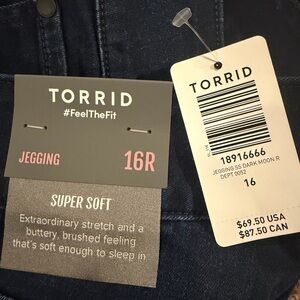 TORRID
#FeelTheFit
JEGGING 16R
SUPER SOFT
Extraordinary stretch and a
buttery, brushed feeling
that's soft enough to sleep in
TORRID
18916666
JEGGING SS DARK MOON R
DEPT 0052
16
$69.50 USA
$87.50 CAN